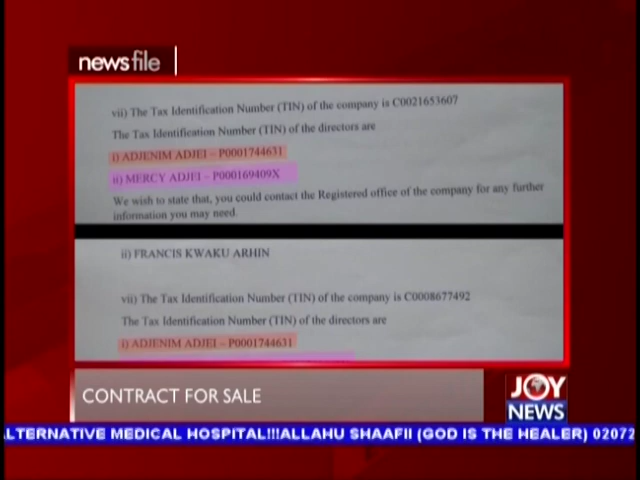 newsfile
vii) The Tax Identification Number (TIN) of the company is C0021653607
The Tax Identification Number (TIN) of the directors are
i) ADJENIM ADJEI – P0001744631
ii) MERCY ADJEI – P000169409X
We wish to state that, you could contact the Registered office of the company for any further
information you may need.
ii) FRANCIS KWAKU ARHIN
vii) The Tax Identification Number (TIN) of the company is C0008677492
The Tax Identification Number (TIN) of the directors are
i) ADJENIM ADJEI – P0001744631
CONTRACT FOR SALE
JOY
NEWS
LTERNATIVE MEDICAL HOSPITAL!!!ALLAHU SHAAFII (GOD IS THE HEALER) 02072